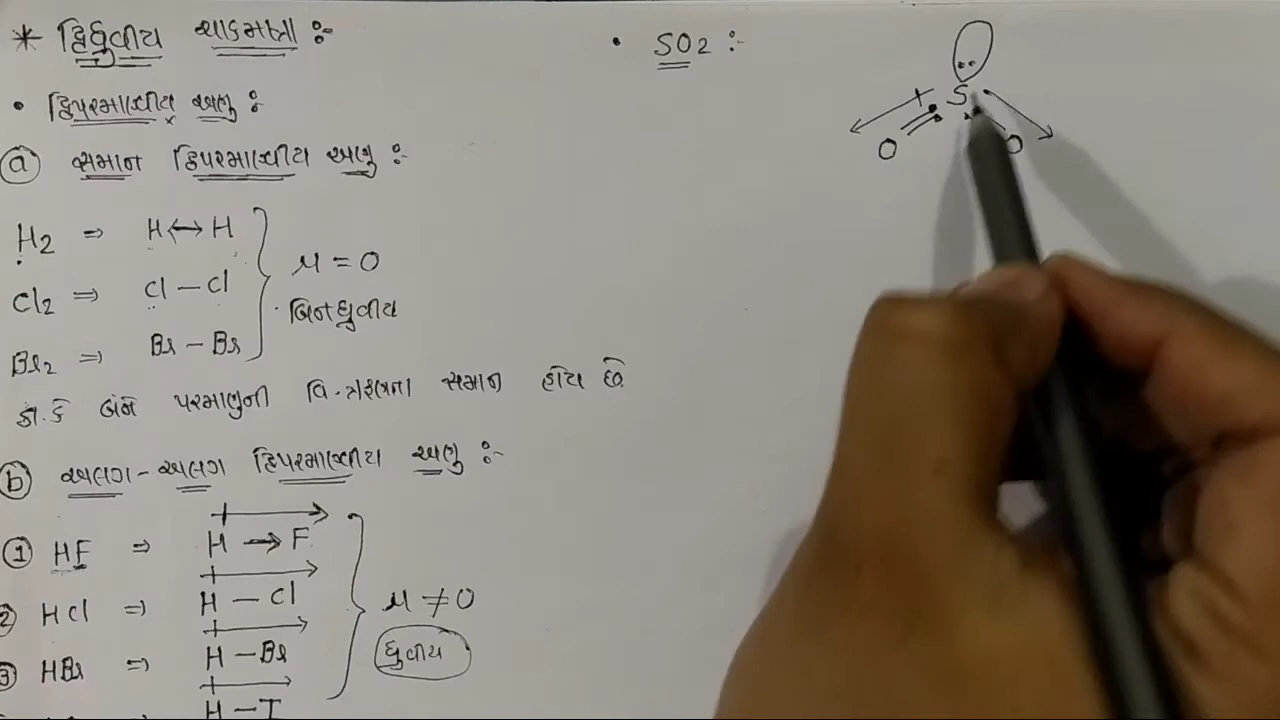 * દ્વિધ્રુવીય ચાકમાત્રા :-
• દ્વિપરમાણ્વીય અણુ :-
ⓐ સમાન દ્વિપરમાણ્વીય અણુ :-
H2 ⇒ H ↔ H
Cl2 ⇒ Cl – Cl
Br2 ⇒ Br – Br
μ = 0
બિનધ્રુવીય
કા.કે બંને પરમાણુની વિ.ઋણતા સમાન હોય છે
ⓑ અલગ-અલગ દ્વિપરમાણ્વીય અણુ :-
① HF ⇒ H → F
② HCl ⇒ H – Cl
③ HBr ⇒ H – Br
H – I
μ ≠ 0
ધ્રુવીય
• SO2 :-
S
O O